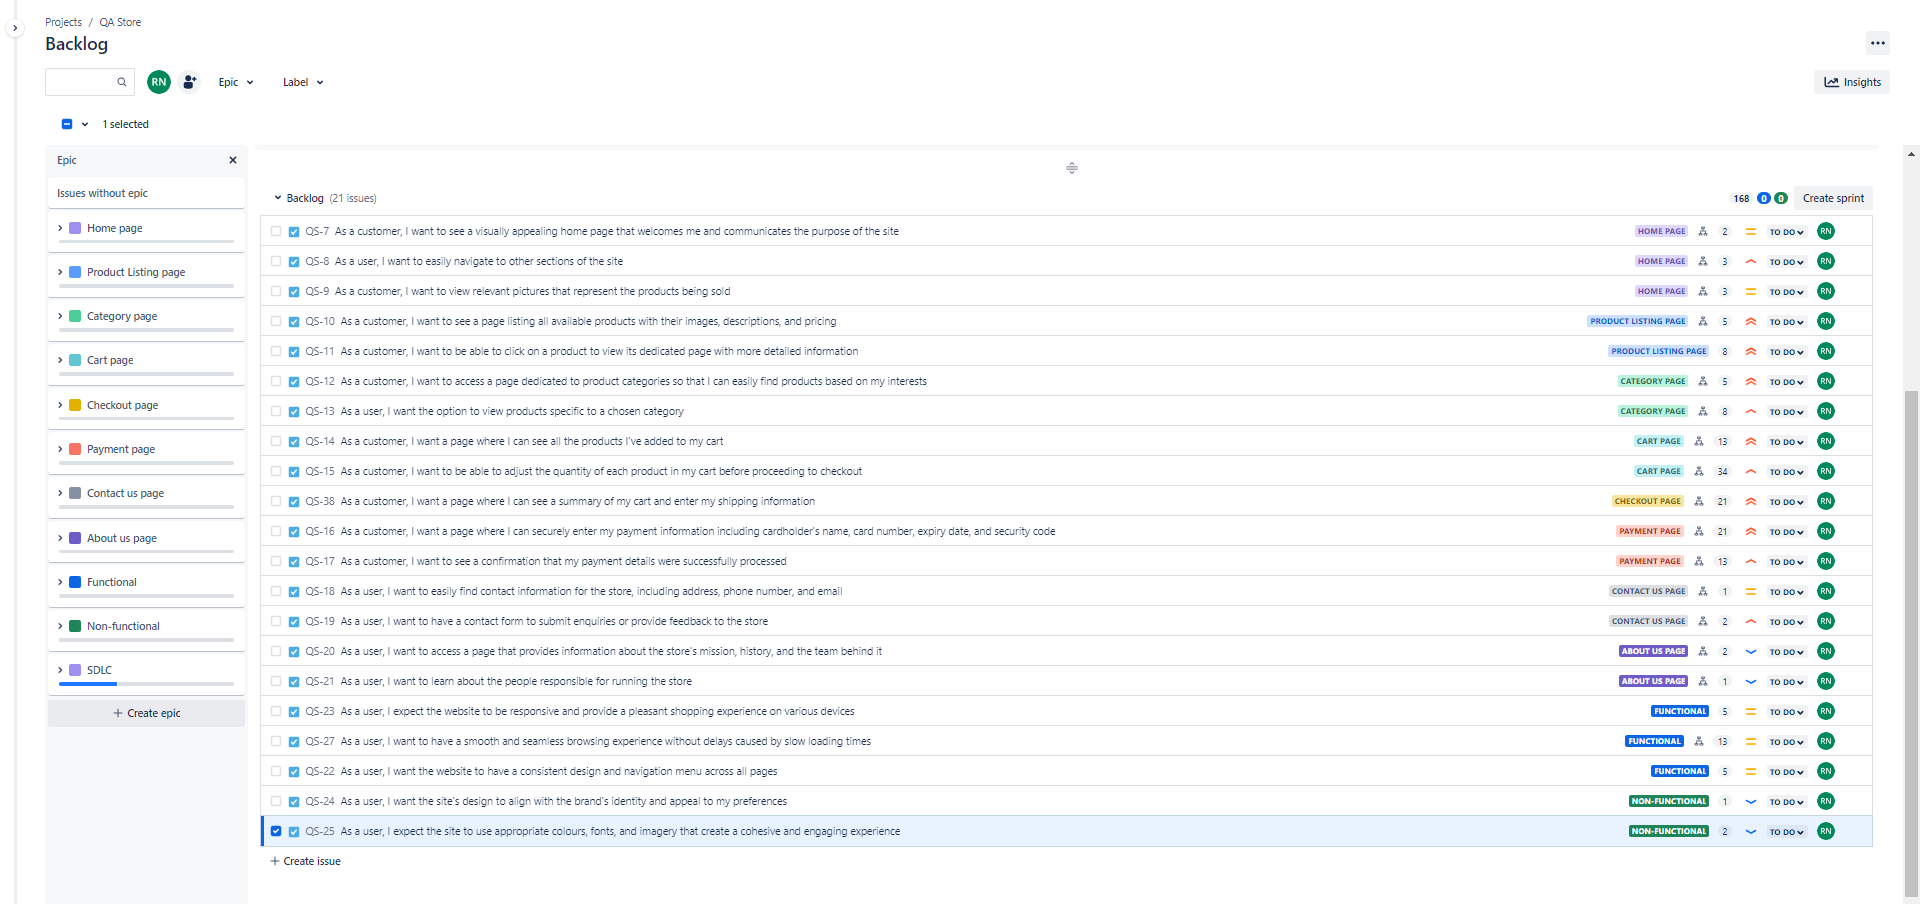 Projects / QA Store
Backlog
RN Epic Label Insights
1 selected
Epic
Issues without epic
Home page
Product Listing page
Category page
Cart page
Checkout page
Payment page
Contact us page
About us page
Functional
Non-functional
SDLC
Create epic
Backlog (21 issues) 168 0 0 Create sprint
QS-7 As a customer, I want to see a visually appealing home page that welcomes me and communicates the purpose of the site HOME PAGE 2 TO DO RN
QS-8 As a user, I want to easily navigate to other sections of the site HOME PAGE 3 TO DO RN
QS-9 As a customer, I want to view relevant pictures that represent the products being sold HOME PAGE 3 TO DO RN
QS-10 As a customer, I want to see a page listing all available products with their images, descriptions, and pricing PRODUCT LISTING PAGE 5 TO DO RN
QS-11 As a customer, I want to be able to click on a product to view its dedicated page with more detailed information PRODUCT LISTING PAGE 8 TO DO RN
QS-12 As a customer, I want to access a page dedicated to product categories so that I can easily find products based on my interests CATEGORY PAGE 5 TO DO RN
QS-13 As a user, I want the option to view products specific to a chosen category CATEGORY PAGE 8 TO DO RN
QS-14 As a customer, I want a page where I can see all the products I've added to my cart CART PAGE 13 TO DO RN
QS-15 As a customer, I want to be able to adjust the quantity of each product in my cart before proceeding to checkout CART PAGE 34 TO DO RN
QS-38 As a customer, I want a page where I can see a summary of my cart and enter my shipping information CHECKOUT PAGE 21 TO DO RN
QS-16 As a customer, I want a page where I can securely enter my payment information including cardholder's name, card number, expiry date, and security code PAYMENT PAGE 21 TO DO RN
QS-17 As a customer, I want to see a confirmation that my payment details were successfully processed PAYMENT PAGE 13 TO DO RN
QS-18 As a user, I want to easily find contact information for the store, including address, phone number, and email CONTACT US PAGE 1 TO DO RN
QS-19 As a user, I want to have a contact form to submit enquiries or provide feedback to the store CONTACT US PAGE 2 TO DO RN
QS-20 As a user, I want to access a page that provides information about the store's mission, history, and the team behind it ABOUT US PAGE 2 TO DO RN
QS-21 As a user, I want to learn about the people responsible for running the store ABOUT US PAGE 1 TO DO RN
QS-23 As a user, I expect the website to be responsive and provide a pleasant shopping experience on various devices FUNCTIONAL 5 TO DO RN
QS-27 As a user, I want to have a smooth and seamless browsing experience without delays caused by slow loading times FUNCTIONAL 13 TO DO RN
QS-22 As a user, I want the website to have a consistent design and navigation menu across all pages FUNCTIONAL 5 TO DO RN
QS-24 As a user, I want the site's design to align with the brand's identity and appeal to my preferences NON-FUNCTIONAL 1 TO DO RN
QS-25 As a user, I expect the site to use appropriate colours, fonts, and imagery that create a cohesive and engaging experience NON-FUNCTIONAL 2 TO DO RN
Create issue